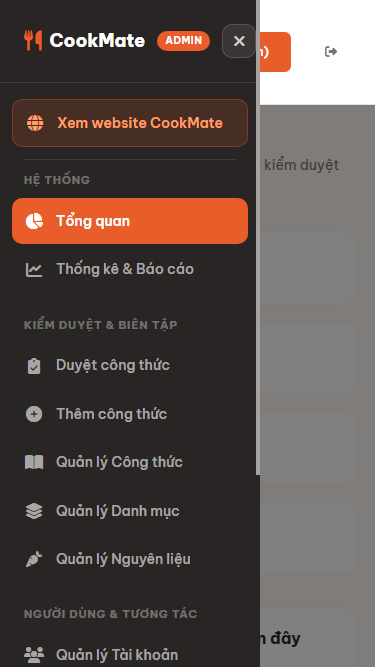 CookMate ADMIN
Xem website CookMate
HỆ THỐNG
Tổng quan
Thống kê & Báo cáo
KIỂM DUYỆT & BIÊN TẬP
Duyệt công thức
Thêm công thức
Quản lý Công thức
Quản lý Danh mục
Quản lý Nguyên liệu
NGƯỜI DÙNG & TƯƠNG TÁC
Quản lý Tài khoản
kiểm duyệt
đây